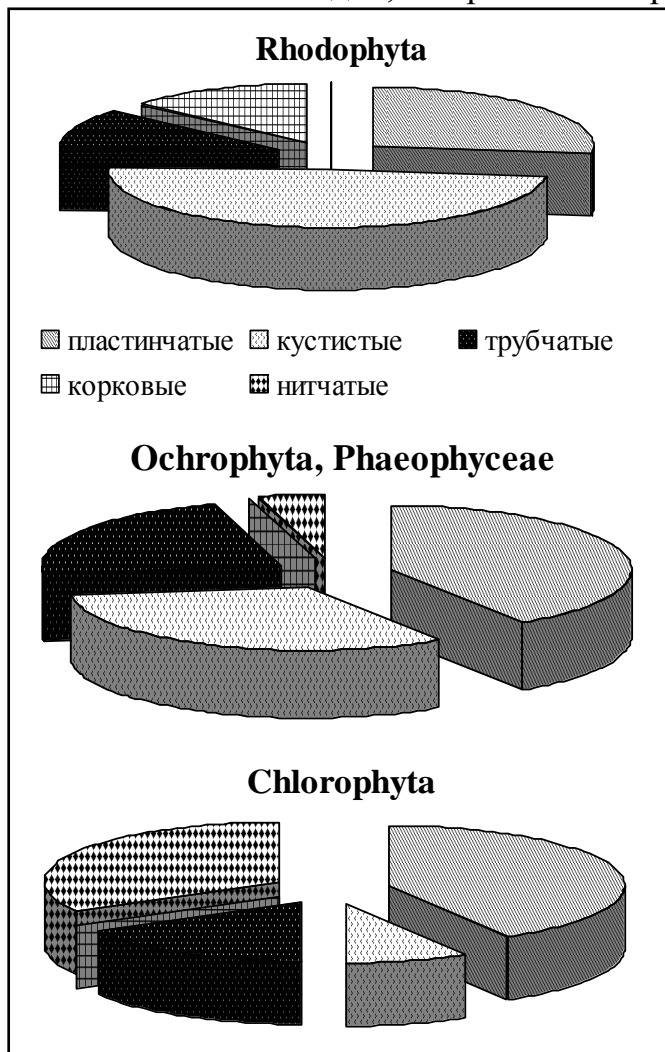 Rhodophyta
пластинчатые кустистые трубчатые
корковые нитчатые
Ochrophyta, Phaeophyceae
Chlorophyta